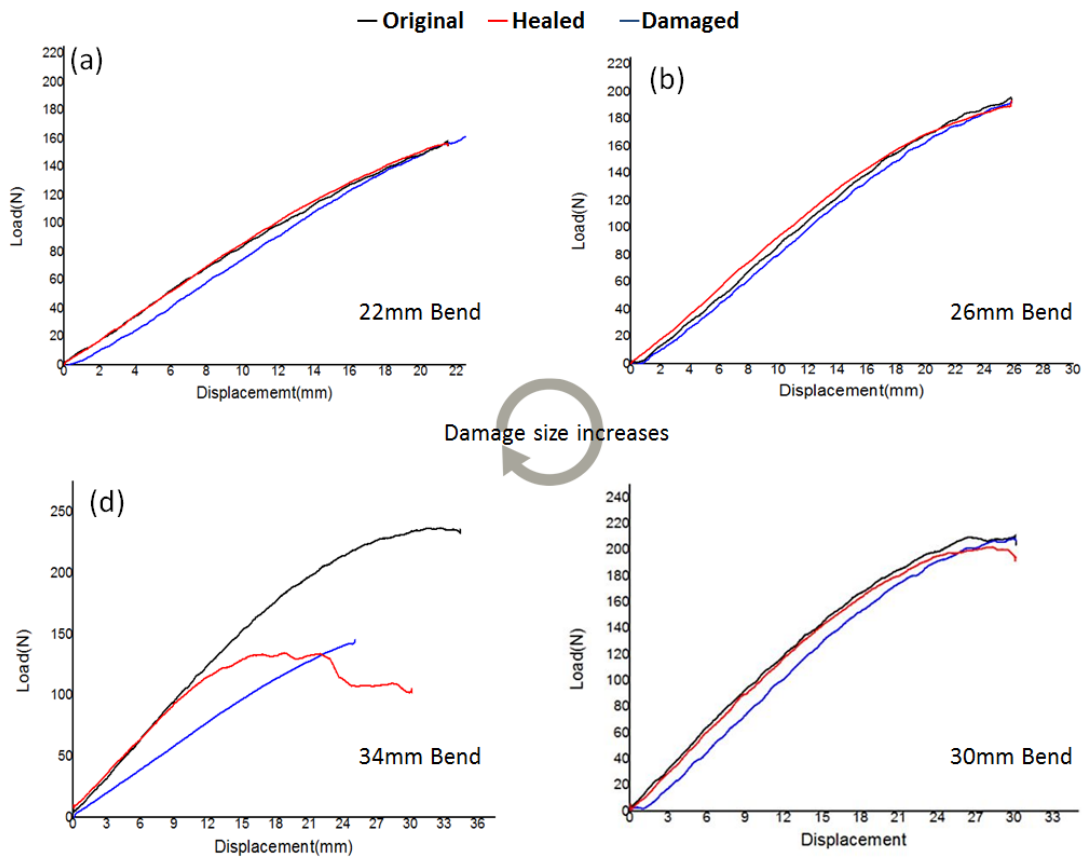 Original Healed Damaged
(a)
220
200
180
160
140
120
100
80
60
40
20
0
Load(N)
0 2 4 6 8 10 12 14 16 18 20 22
Displacememt(mm)
22mm Bend
(b)
220
200
180
160
140
120
100
80
60
40
20
0
Load(N)
0 2 4 6 8 10 12 14 16 18 20 22 24 26 28 30
Displacement(mm)
26mm Bend
Damage size increases
(d)
250
200
150
100
50
0
Load(N)
0 3 6 9 12 15 18 21 24 27 30 33 36
Displacement(mm)
34mm Bend
240
220
200
180
160
140
120
100
80
60
40
20
0
Load(N)
0 3 6 9 12 15 18 21 24 27 30 33
Displacement
30mm Bend